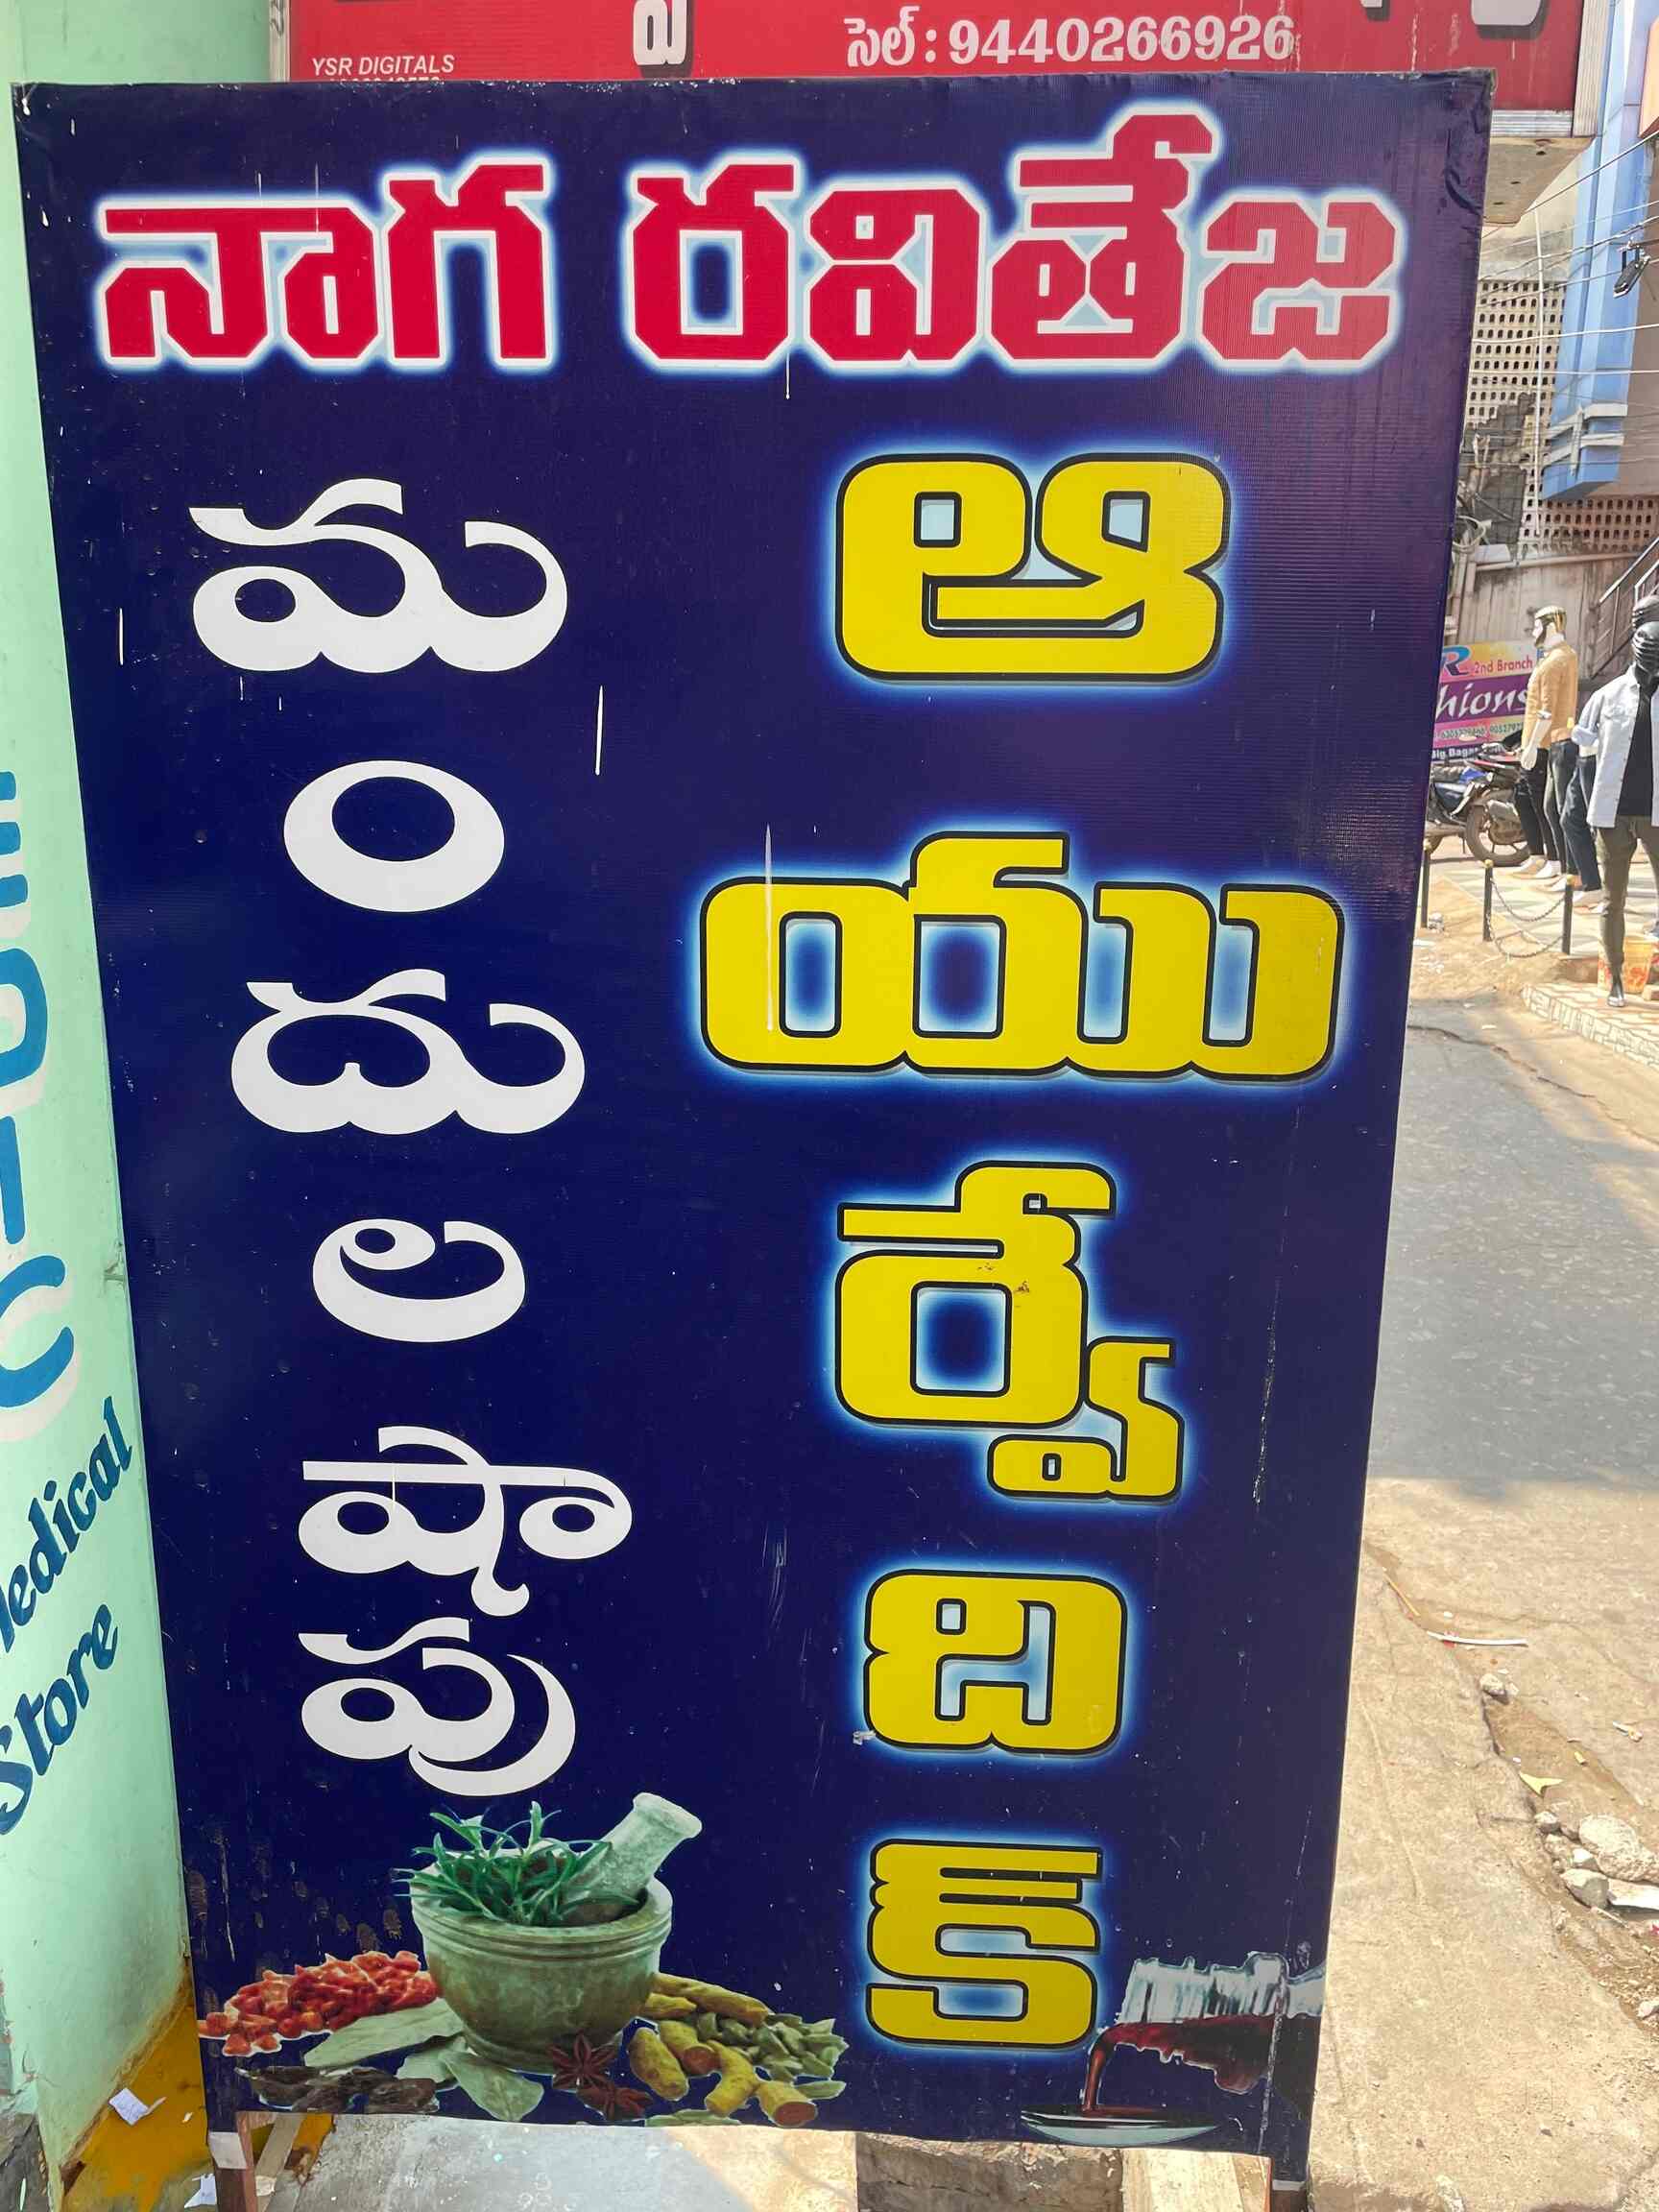 సెల్ : 9440266926
YSR DIGITALS
నాగ రవితేజ
ఆ
యు
ర్వే
ది
క్
మ
ం
దు
ల
షా
పు
Medical
Store
R 2nd Branch